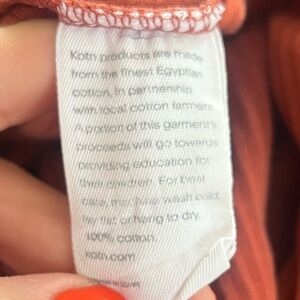 Kotn products are made
from the finest Egyptian
cotton. In partnership
with local cotton farmers.
A portion of this garment's
proceeds will go towards
providing education for
their children. For best
care, machine wash cold,
lay flat or hang to dry.
100% cotton.
kotn.com